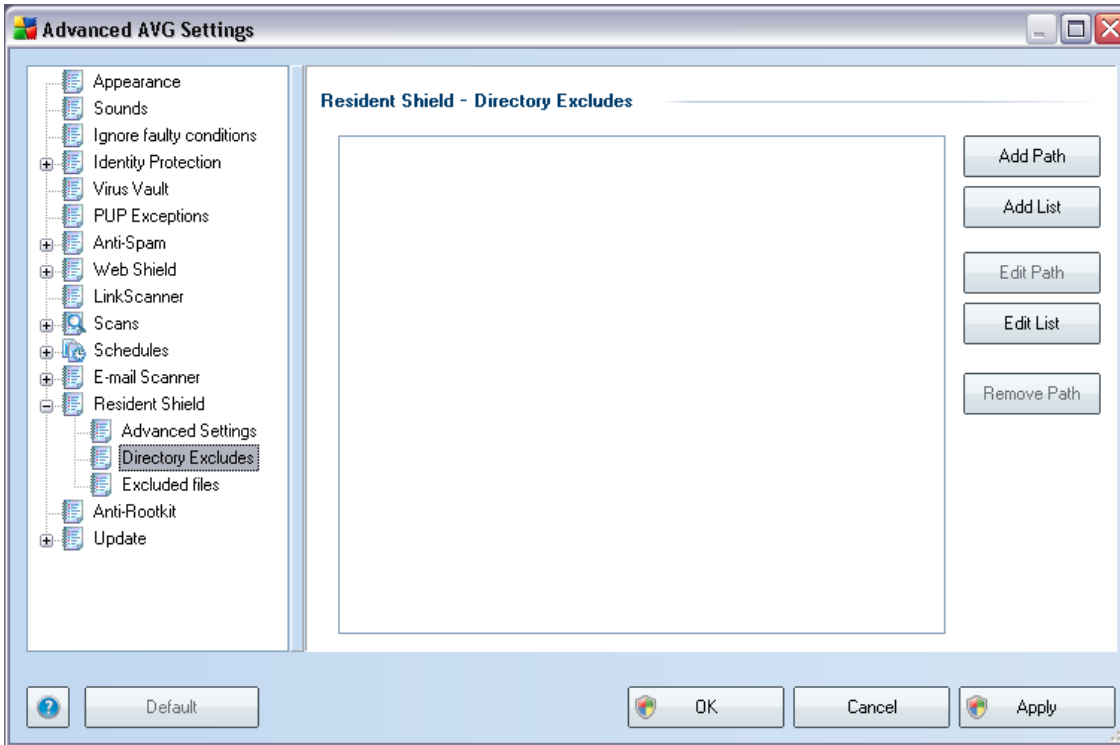 Advanced AVG Settings
Appearance
Sounds
Ignore faulty conditions
Identity Protection
Virus Vault
PUP Exceptions
Anti-Spam
Web Shield
LinkScanner
Scans
Schedules
E-mail Scanner
Resident Shield
Advanced Settings
Directory Excludes
Excluded files
Anti-Rootkit
Update
Resident Shield - Directory Excludes
Add Path
Add List
Edit Path
Edit List
Remove Path
Default
OK
Cancel
Apply